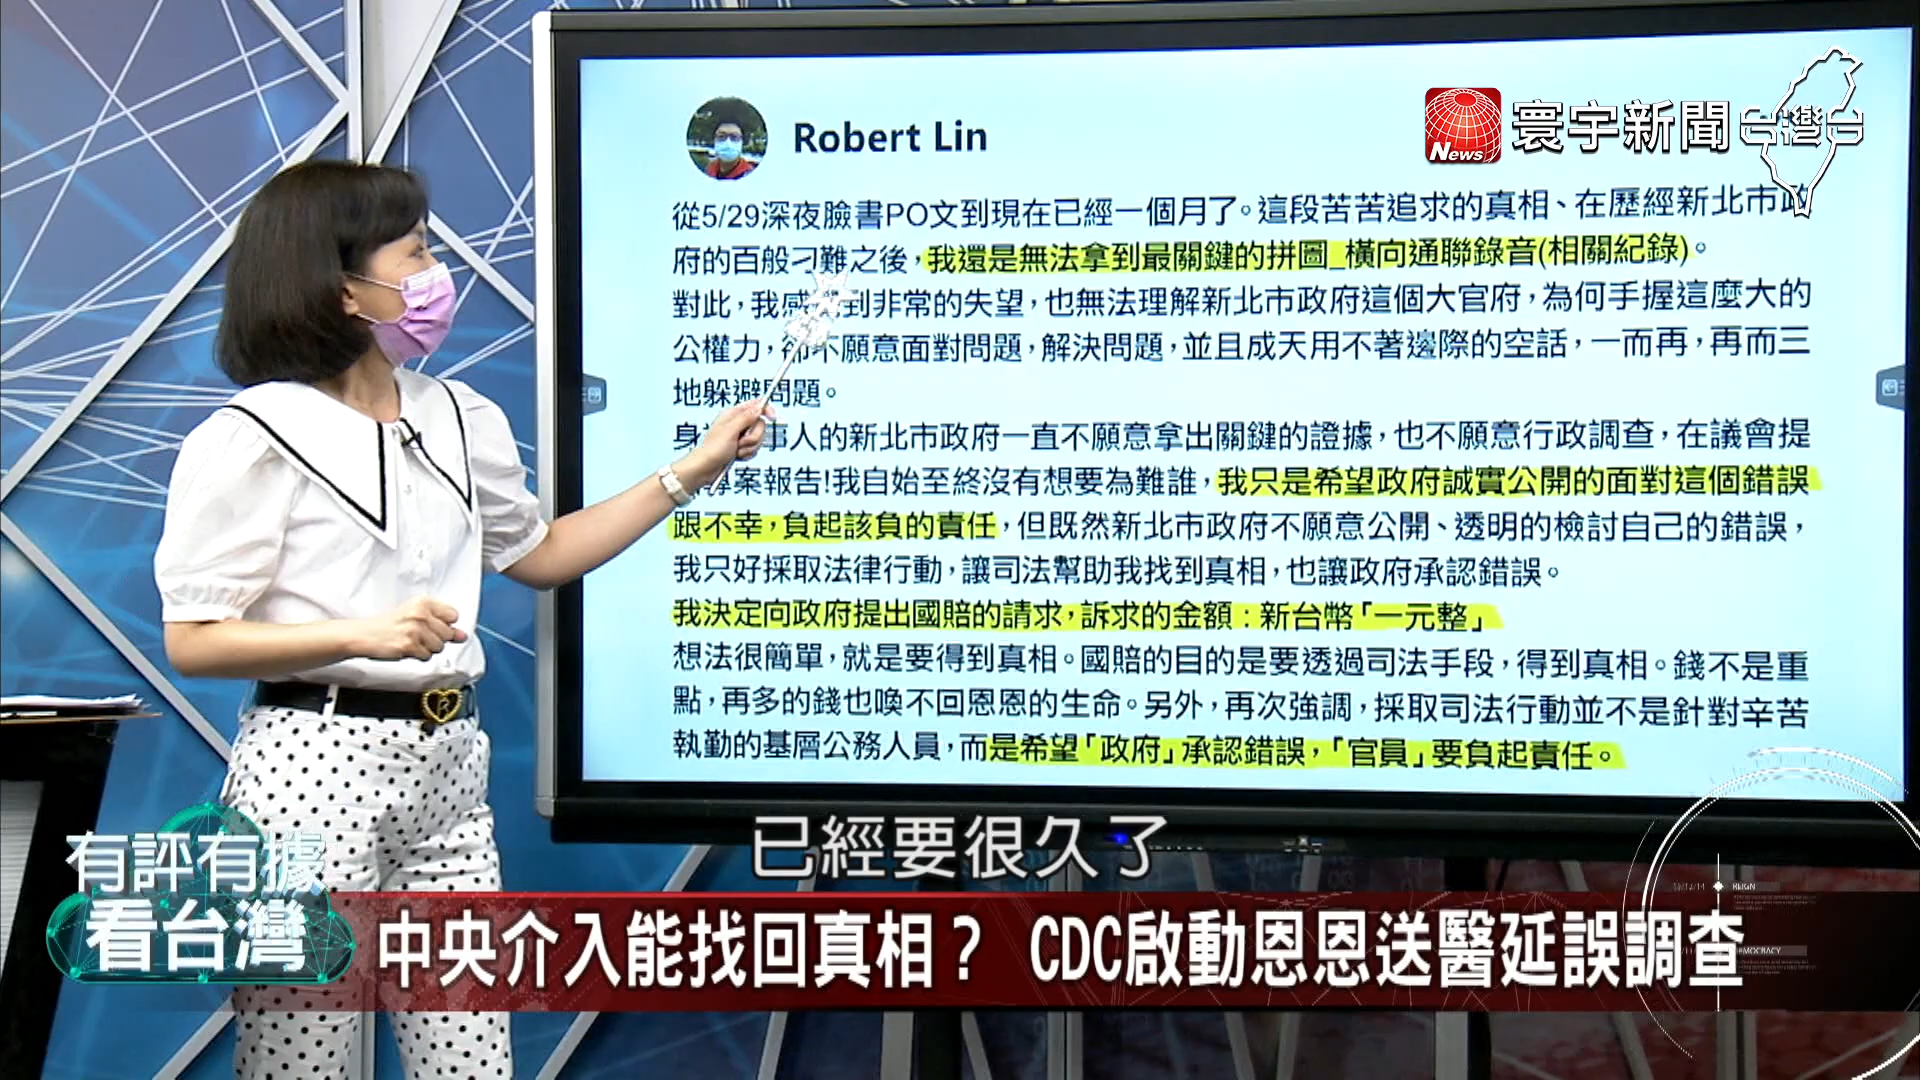 Robert Lin
News 寰宇新聞 台灣台
從5/29深夜臉書PO文到現在已經一個月了。這段苦苦追求的真相、在歷經新北市政
府的百般刁難之後，我還是無法拿到最關鍵的拼圖_橫向通聯錄音(相關紀錄)。
對此，我感 到非常的失望，也無法理解新北市政府這個大官府，為何手握這麼大的
公權力，卻不願意面對問題，解決問題，並且成天用不著邊際的空話，一而再，再而三
地躲避問題。
身 事人的新北市政府一直不願意拿出關鍵的證據，也不願意行政調查，在議會提
專案報告!我自始至終沒有想要為難誰，我只是希望政府誠實公開的面對這個錯誤
跟不幸，負起該負的責任，但既然新北市政府不願意公開、透明的檢討自己的錯誤，
我只好採取法律行動，讓司法幫助我找到真相，也讓政府承認錯誤。
我決定向政府提出國賠的請求，訴求的金額：新台幣「一元整」
想法很簡單，就是要得到真相。國賠的目的是要透過司法手段，得到真相。錢不是重
點，再多的錢也喚不回恩恩的生命。另外，再次強調，採取司法行動並不是針對辛苦
執勤的基層公務人員，而是希望「政府」承認錯誤，「官員」要負起責任。
已經要很久了
有評有據
看台灣
中央介入能找回真相？ CDC啟動恩恩送醫延誤調查